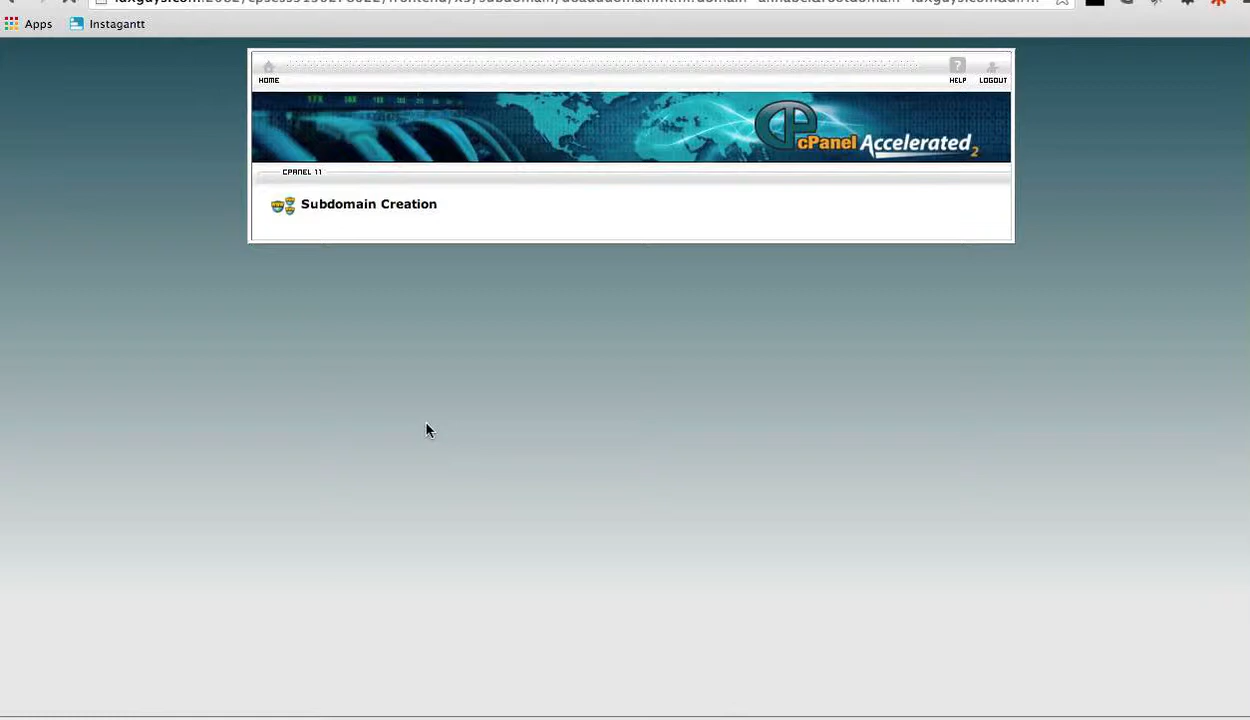 Apps Instagantt
HOME
HELP LOGOUT
cPanel Accelerated2
CPANEL 11
Subdomain Creation